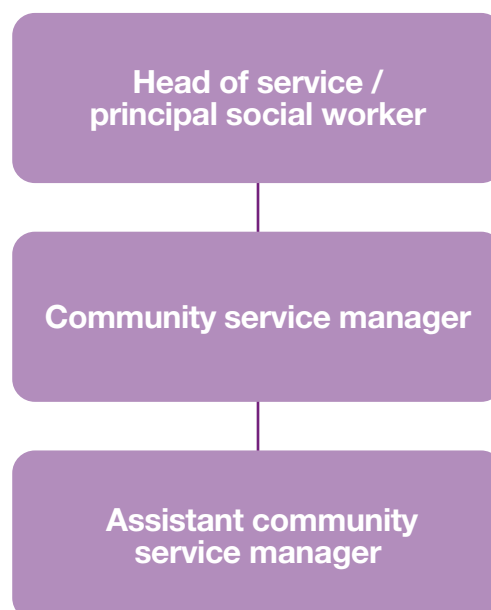 Head of service /
principal social worker
Community service manager
Assistant community
service manager